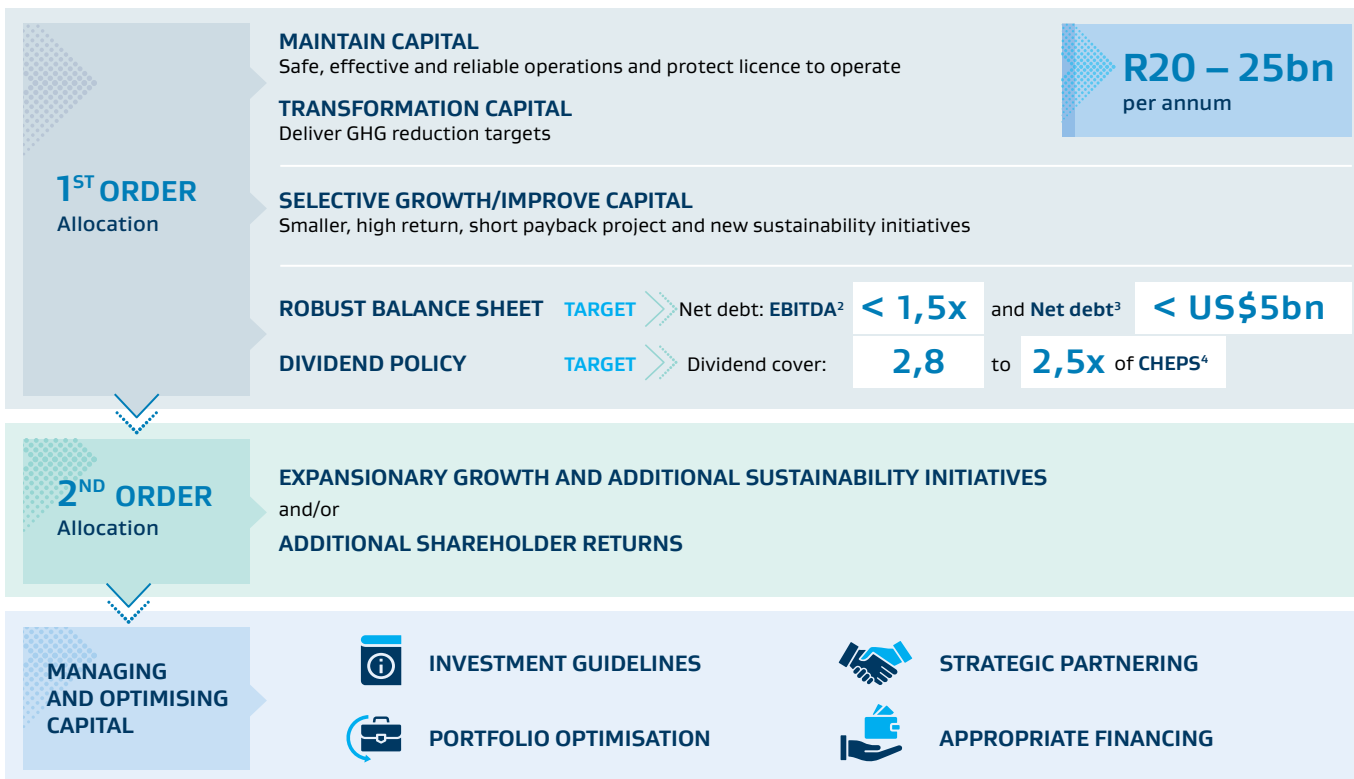 1ST ORDER
Allocation
MAINTAIN CAPITAL
Safe, effective and reliable operations and protect licence to operate
TRANSFORMATION CAPITAL
Deliver GHG reduction targets
R20 – 25bn
per annum
SELECTIVE GROWTH/IMPROVE CAPITAL
Smaller, high return, short payback project and new sustainability initiatives
ROBUST BALANCE SHEET TARGET Net debt: EBITDA² < 1,5x and Net debt³ < US$5bn
DIVIDEND POLICY TARGET Dividend cover: 2,8 to 2,5x of CHEPS⁴
2ND ORDER
Allocation
EXPANSIONARY GROWTH AND ADDITIONAL SUSTAINABILITY INITIATIVES
and/or
ADDITIONAL SHAREHOLDER RETURNS
MANAGING
AND OPTIMISING
CAPITAL
INVESTMENT GUIDELINES
STRATEGIC PARTNERING
PORTFOLIO OPTIMISATION
APPROPRIATE FINANCING